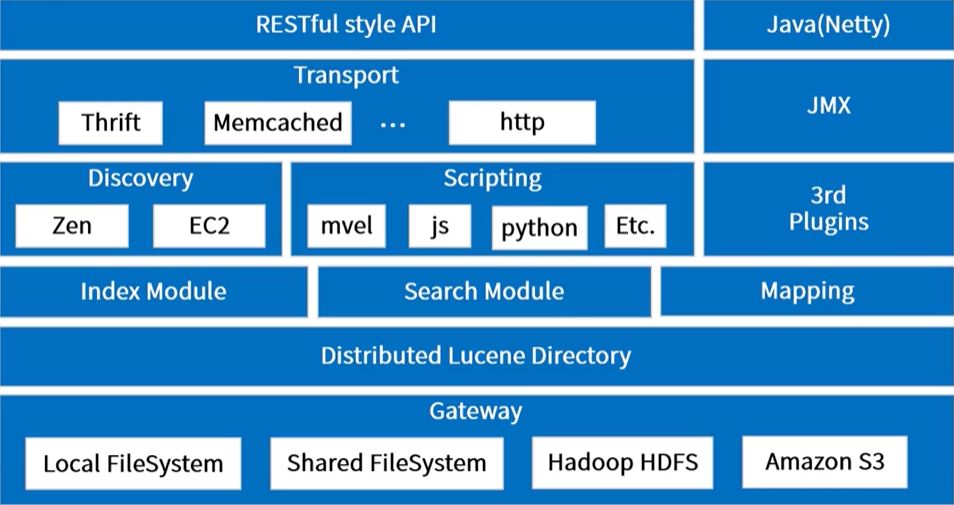 RESTful style API
Java(Netty)
Transport
Thrift
Memcached
...
http
JMX
Discovery
Zen
EC2
Scripting
mvel
js
python
Etc.
3rd
Plugins
Index Module
Search Module
Mapping
Distributed Lucene Directory
Gateway
Local FileSystem
Shared FileSystem
Hadoop HDFS
Amazon S3